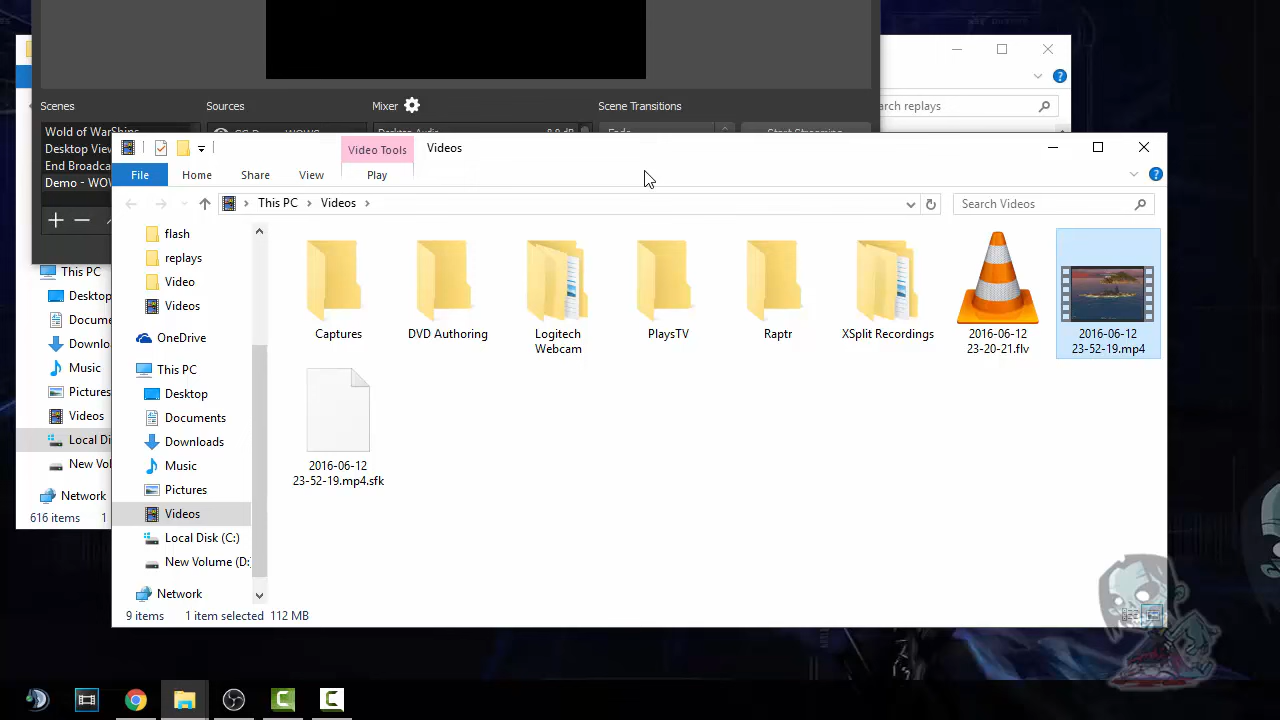 Scenes
Sources
Mixer
Scene Transitions
Wold of WarShips
Desktop View
End Broadca
Demo - WOW
arch replays
Video Tools
Videos
File
Home
Share
View
Play
This PC
Videos
Search Videos
flash
replays
Video
Videos
OneDrive
This PC
Desktop
Documents
Downloads
Music
Pictures
Videos
Local Disk (C:)
New Volume (D:)
Network
9 items
1 item selected 112 MB
Captures
DVD Authoring
Logitech
Webcam
PlaysTV
Raptr
XSplit Recordings
2016-06-12
23-20-21.flv
2016-06-12
23-52-19.mp4
2016-06-12
23-52-19.mp4.sfk
This PC
Desktop
Docume
Downlo
Music
Pictures
Videos
Local Di
New Vol
Network
616 items
1